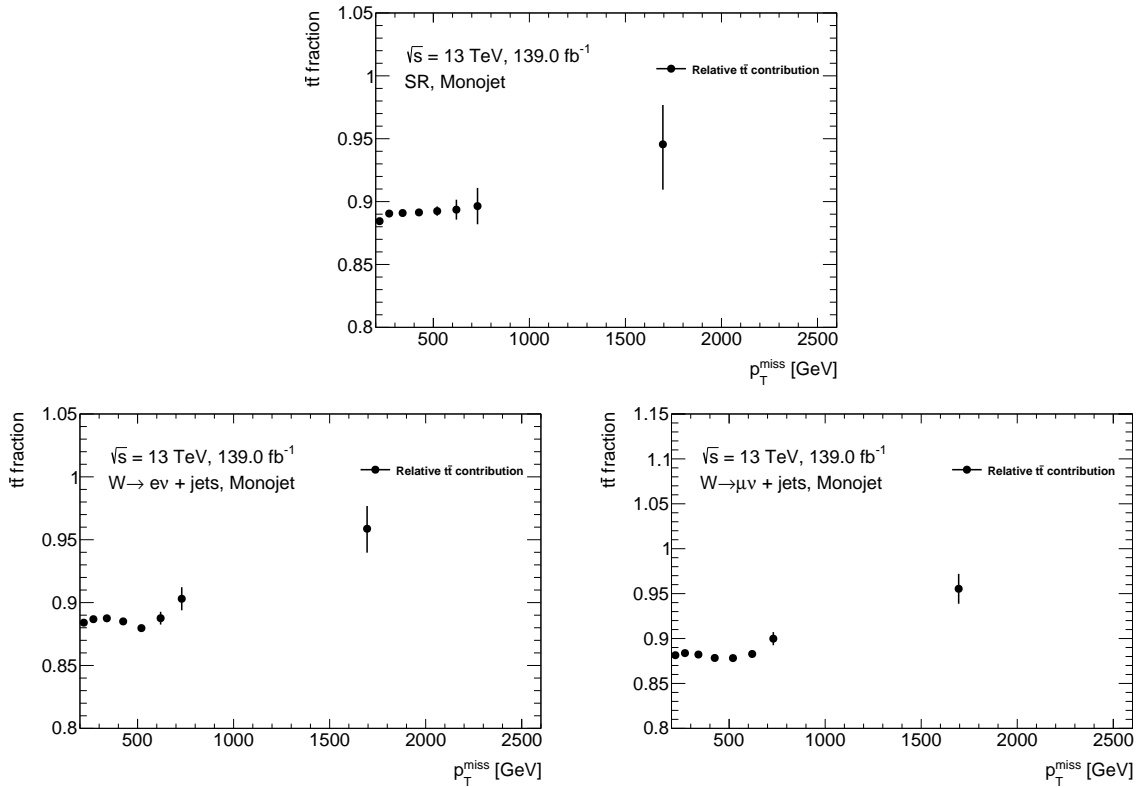 1.05
1
0.95
0.9
0.85
0.8
tt̄ fraction
√s = 13 TeV, 139.0 fb⁻¹
SR, Monojet
Relative tt̄ contribution
500 1000 1500 2000 2500
p_T^miss [GeV]
1.05
1
0.95
0.9
0.85
0.8
tt̄ fraction
√s = 13 TeV, 139.0 fb⁻¹
W→ eν + jets, Monojet
Relative tt̄ contribution
500 1000 1500 2000 2500
p_T^miss [GeV]
1.15
1.1
1.05
1
0.95
0.9
0.85
0.8
tt̄ fraction
√s = 13 TeV, 139.0 fb⁻¹
W→μν + jets, Monojet
Relative tt̄ contribution
500 1000 1500 2000 2500
p_T^miss [GeV]